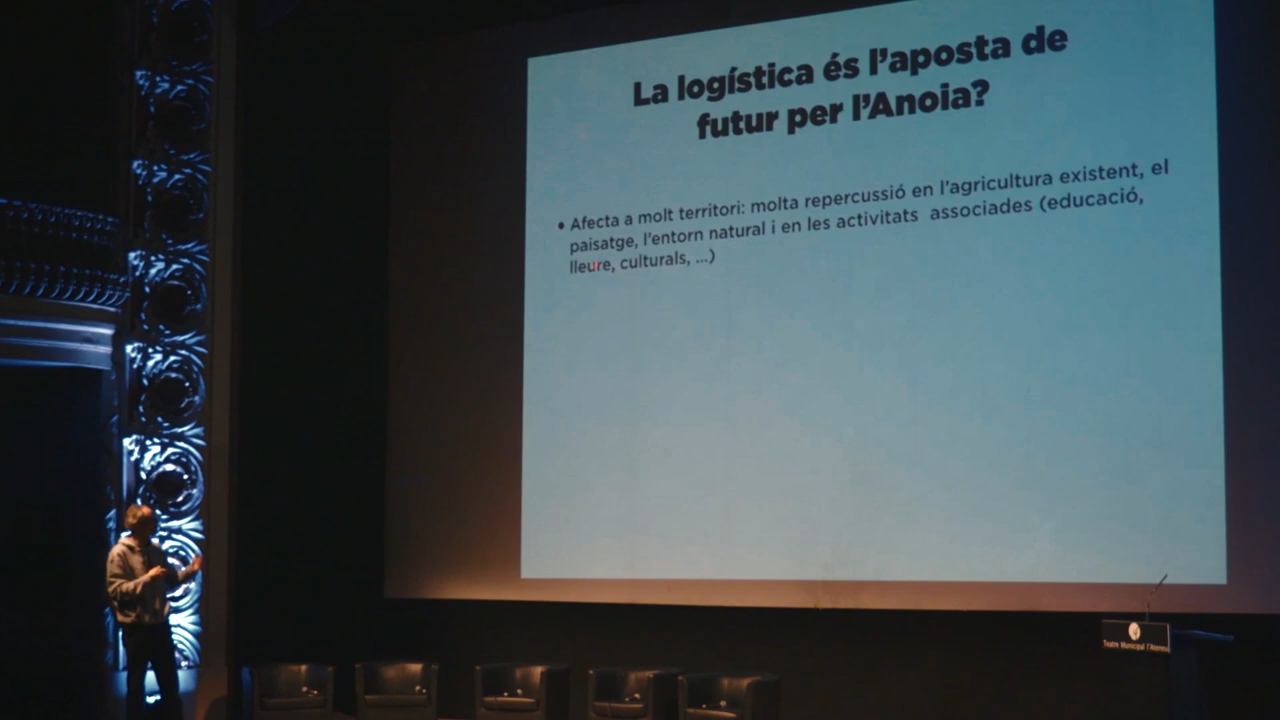 La logística és l'aposta de
futur per l'Anoia?
• Afecta a molt territori: molta repercussió en l'agricultura existent, el
paisatge, l'entorn natural i en les activitats associades (educació,
lleure, culturals, ...)
Teatre Municipal l'Ateneu